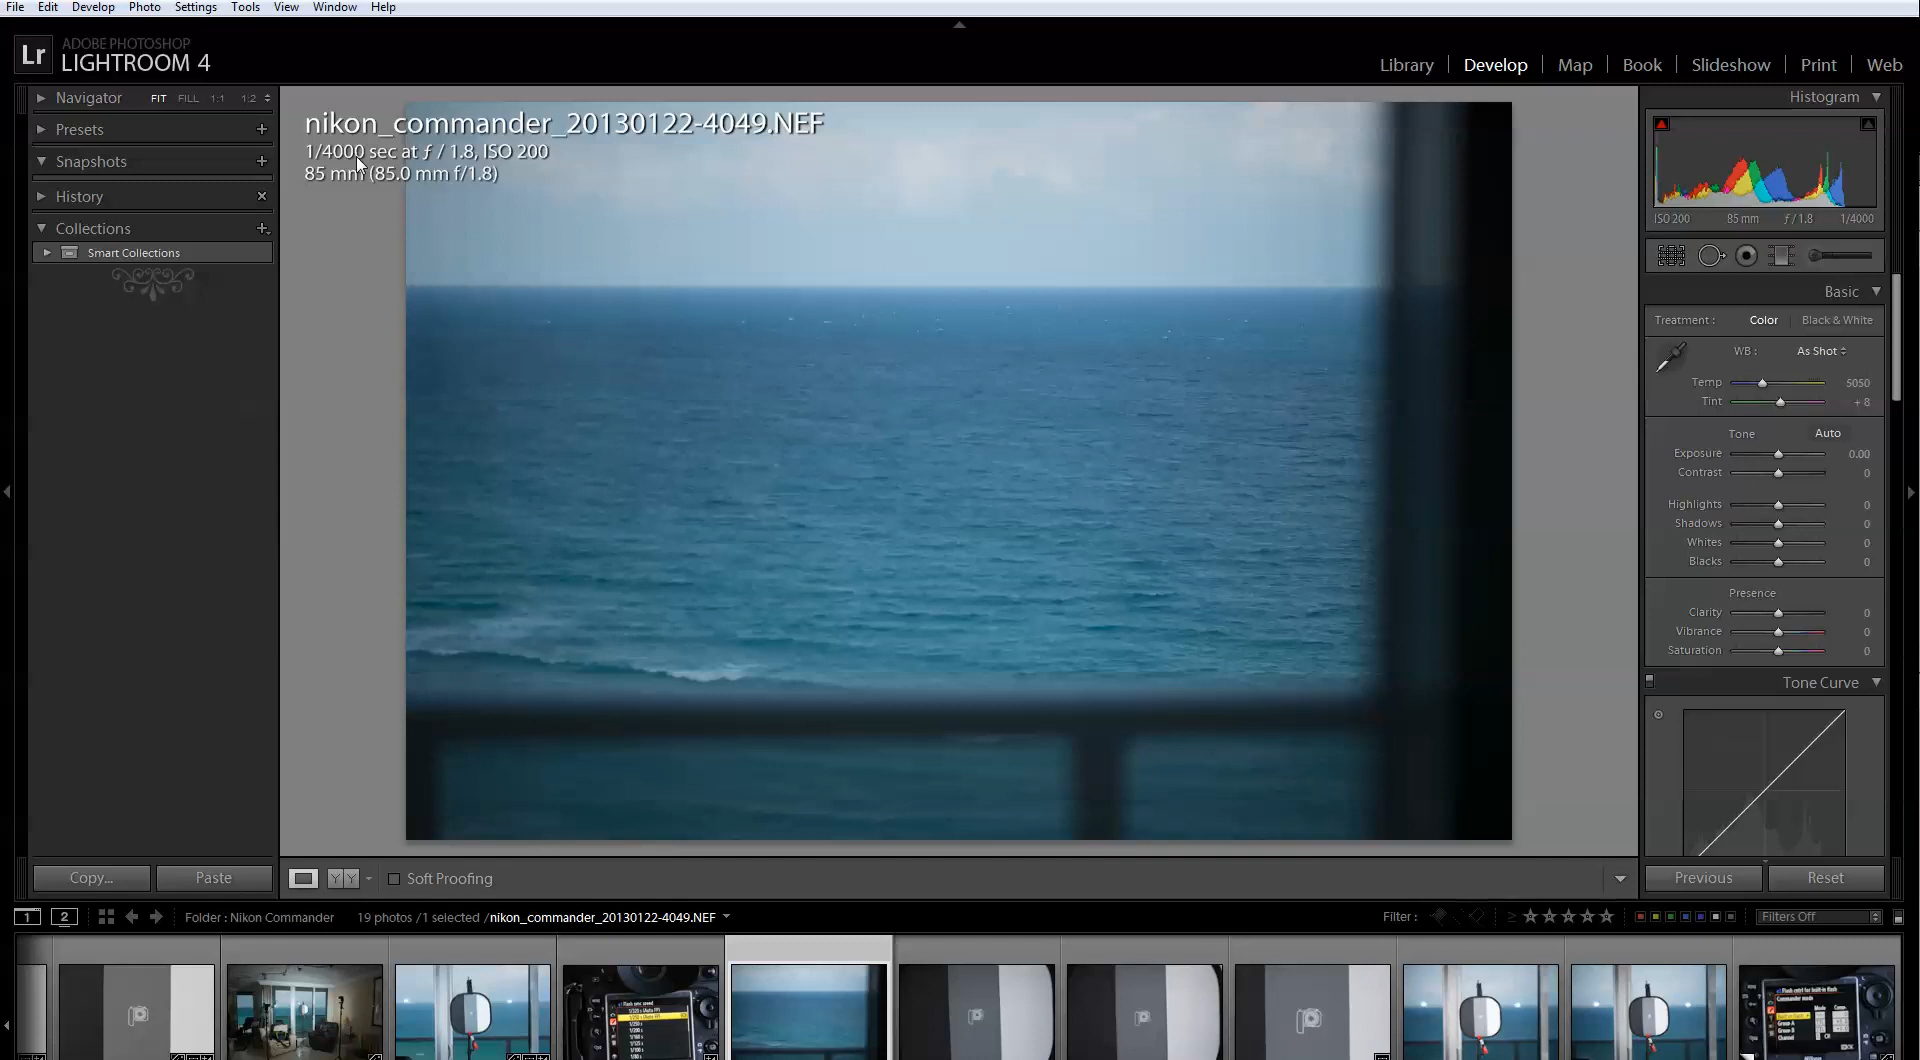 File Edit Develop Photo Settings Tools View Window Help
Lr ADOBE PHOTOSHOP
LIGHTROOM 4
Library Develop Map Book Slideshow Print Web
Navigator FIT FILL 1:1 1:2
Presets
Snapshots
History
Collections
Smart Collections
nikon_commander_20130122-4049.NEF
1/4000 sec at ƒ / 1.8, ISO 200
85 mm (85.0 mm f/1.8)
Histogram
ISO 200 85 mm ƒ / 1.8 1/4000
Basic
Treatment : Color Black & White
WB : As Shot
Temp 5050
Tint + 8
Tone Auto
Exposure 0.00
Contrast 0
Highlights 0
Shadows 0
Whites 0
Blacks 0
Presence
Clarity 0
Vibrance 0
Saturation 0
Tone Curve
Copy... Paste
YY Soft Proofing
Previous Reset
1 2 Folder : Nikon Commander 19 photos /1 selected /nikon_commander_20130122-4049.NEF
Filter : Filters Off